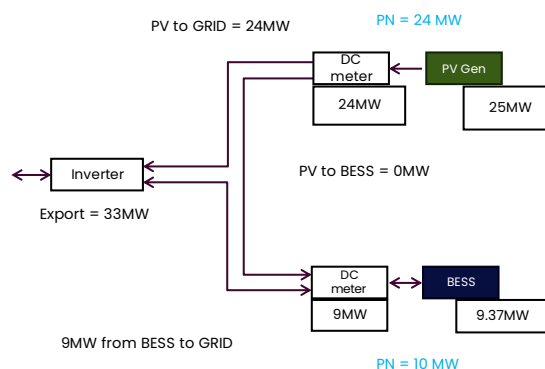 PV to GRID = 24MW
PN = 24 MW
DC
meter
PV Gen
24MW
25MW
Inverter
PV to BESS = 0MW
Export = 33MW
DC
meter
BESS
9MW
9.37MW
9MW from BESS to GRID
PN = 10 MW